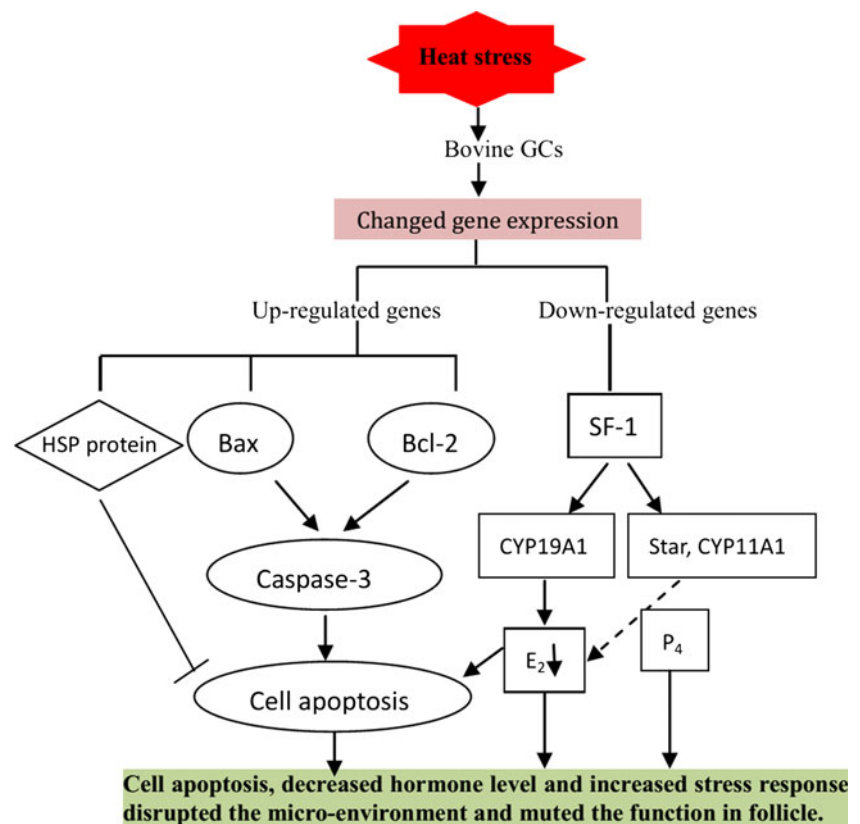 Heat stress
Bovine GCs
Changed gene expression
Up-regulated genes
Down-regulated genes
HSP protein
Bax
Bcl-2
SF-1
CYP19A1
Star, CYP11A1
Caspase-3
E₂
P₄
Cell apoptosis
Cell apoptosis, decreased hormone level and increased stress response
disrupted the micro-environment and muted the function in follicle.